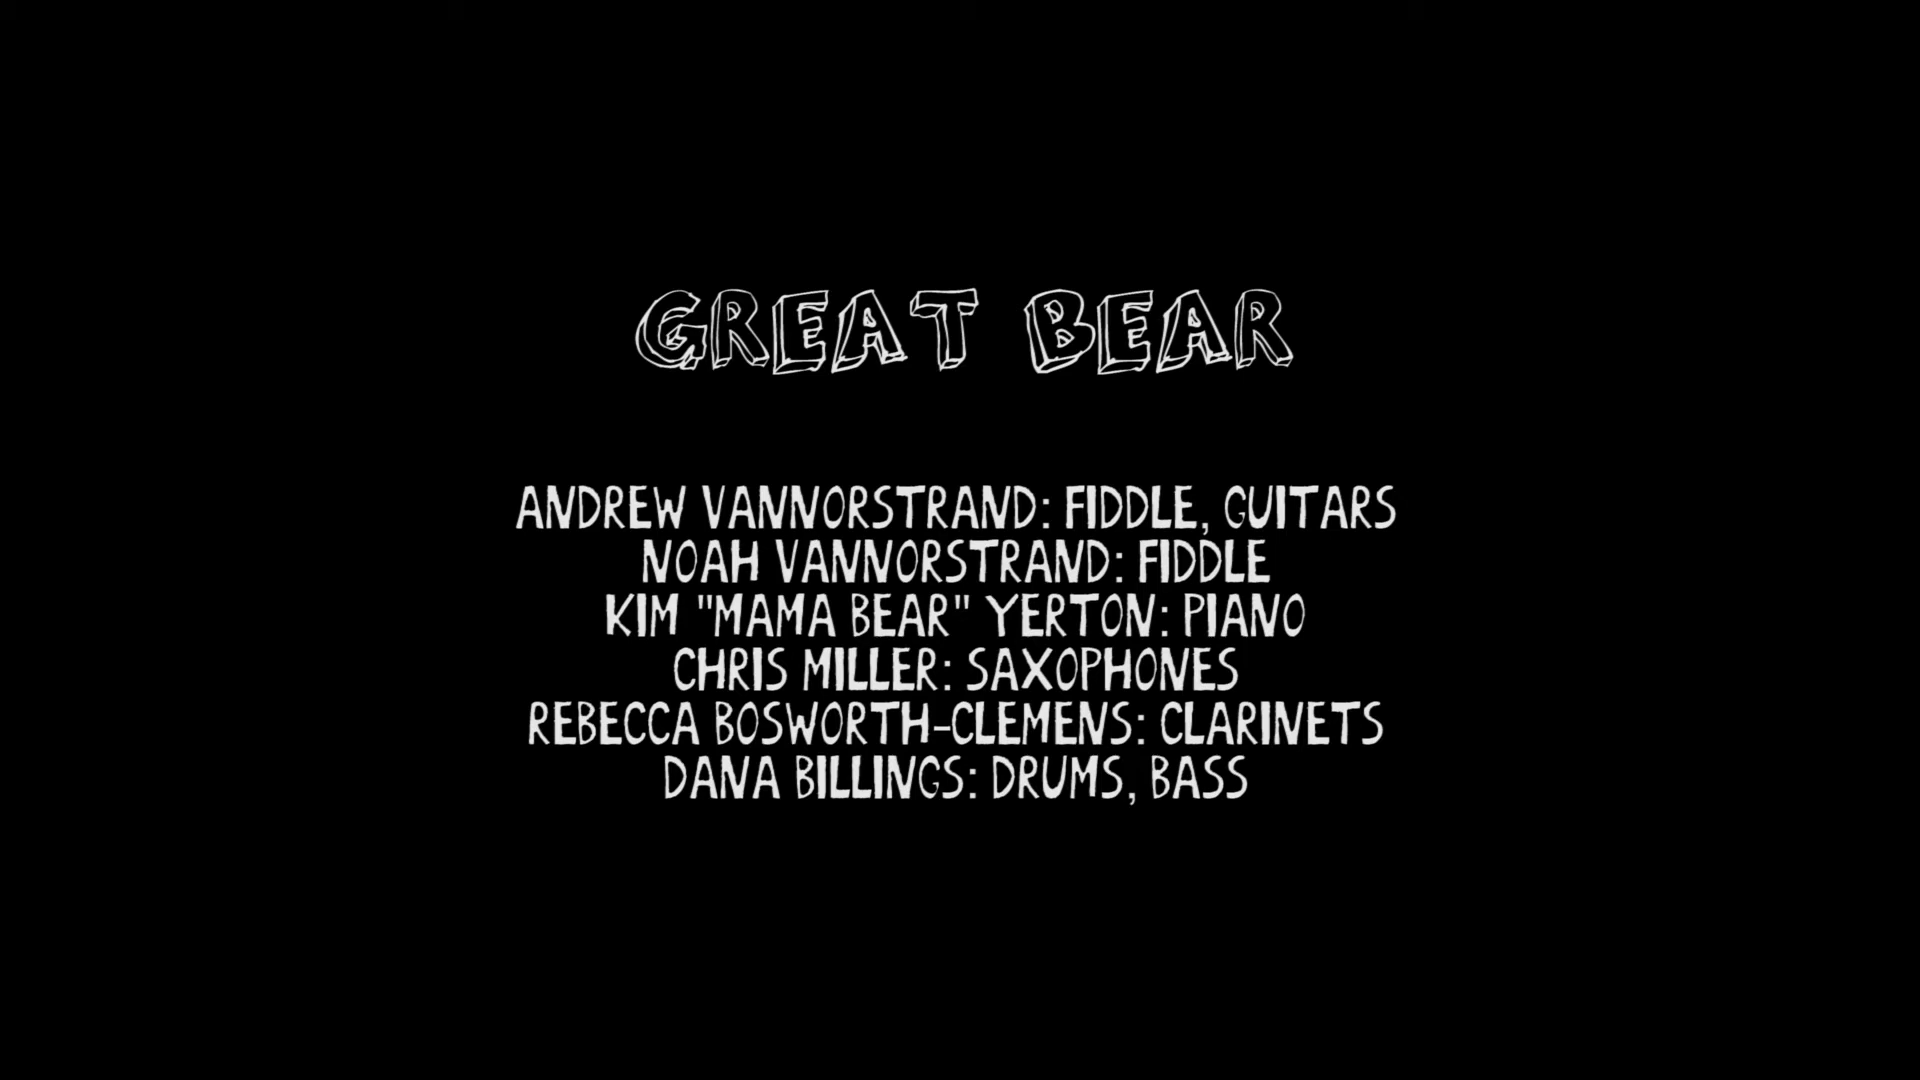 GREAT BEAR
ANDREW VANNORSTRAND: FIDDLE, GUITARS
NOAH VANNORSTRAND: FIDDLE
KIM "MAMA BEAR" YERTON: PIANO
CHRIS MILLER: SAXOPHONES
REBECCA BOSWORTH-CLEMENS: CLARINETS
DANA BILLINGS: DRUMS, BASS